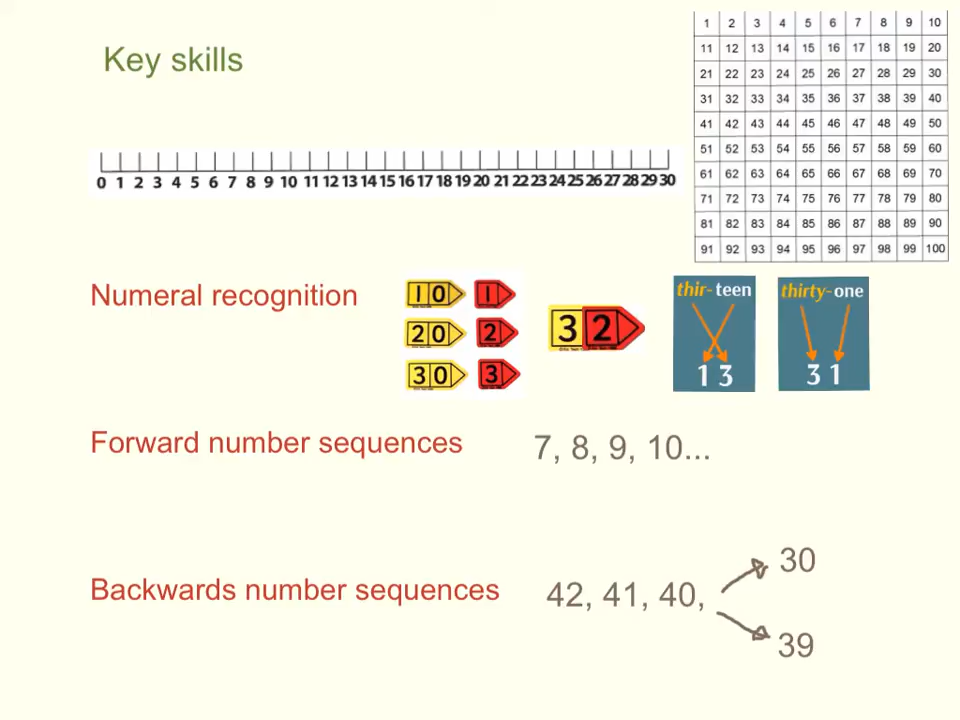 Key skills
1 2 3 4 5 6 7 8 9 10
11 12 13 14 15 16 17 18 19 20
21 22 23 24 25 26 27 28 29 30
31 32 33 34 35 36 37 38 39 40
41 42 43 44 45 46 47 48 49 50
51 52 53 54 55 56 57 58 59 60
61 62 63 64 65 66 67 68 69 70
71 72 73 74 75 76 77 78 79 80
81 82 83 84 85 86 87 88 89 90
91 92 93 94 95 96 97 98 99 100
0 1 2 3 4 5 6 7 8 9 10 11 12 13 14 15 16 17 18 19 20 21 22 23 24 25 26 27 28 29 30
Numeral recognition
10 1
20 2
30 3
32
thir-teen
13
thirty-one
31
Forward number sequences
7, 8, 9, 10...
Backwards number sequences
42, 41, 40,
30
39